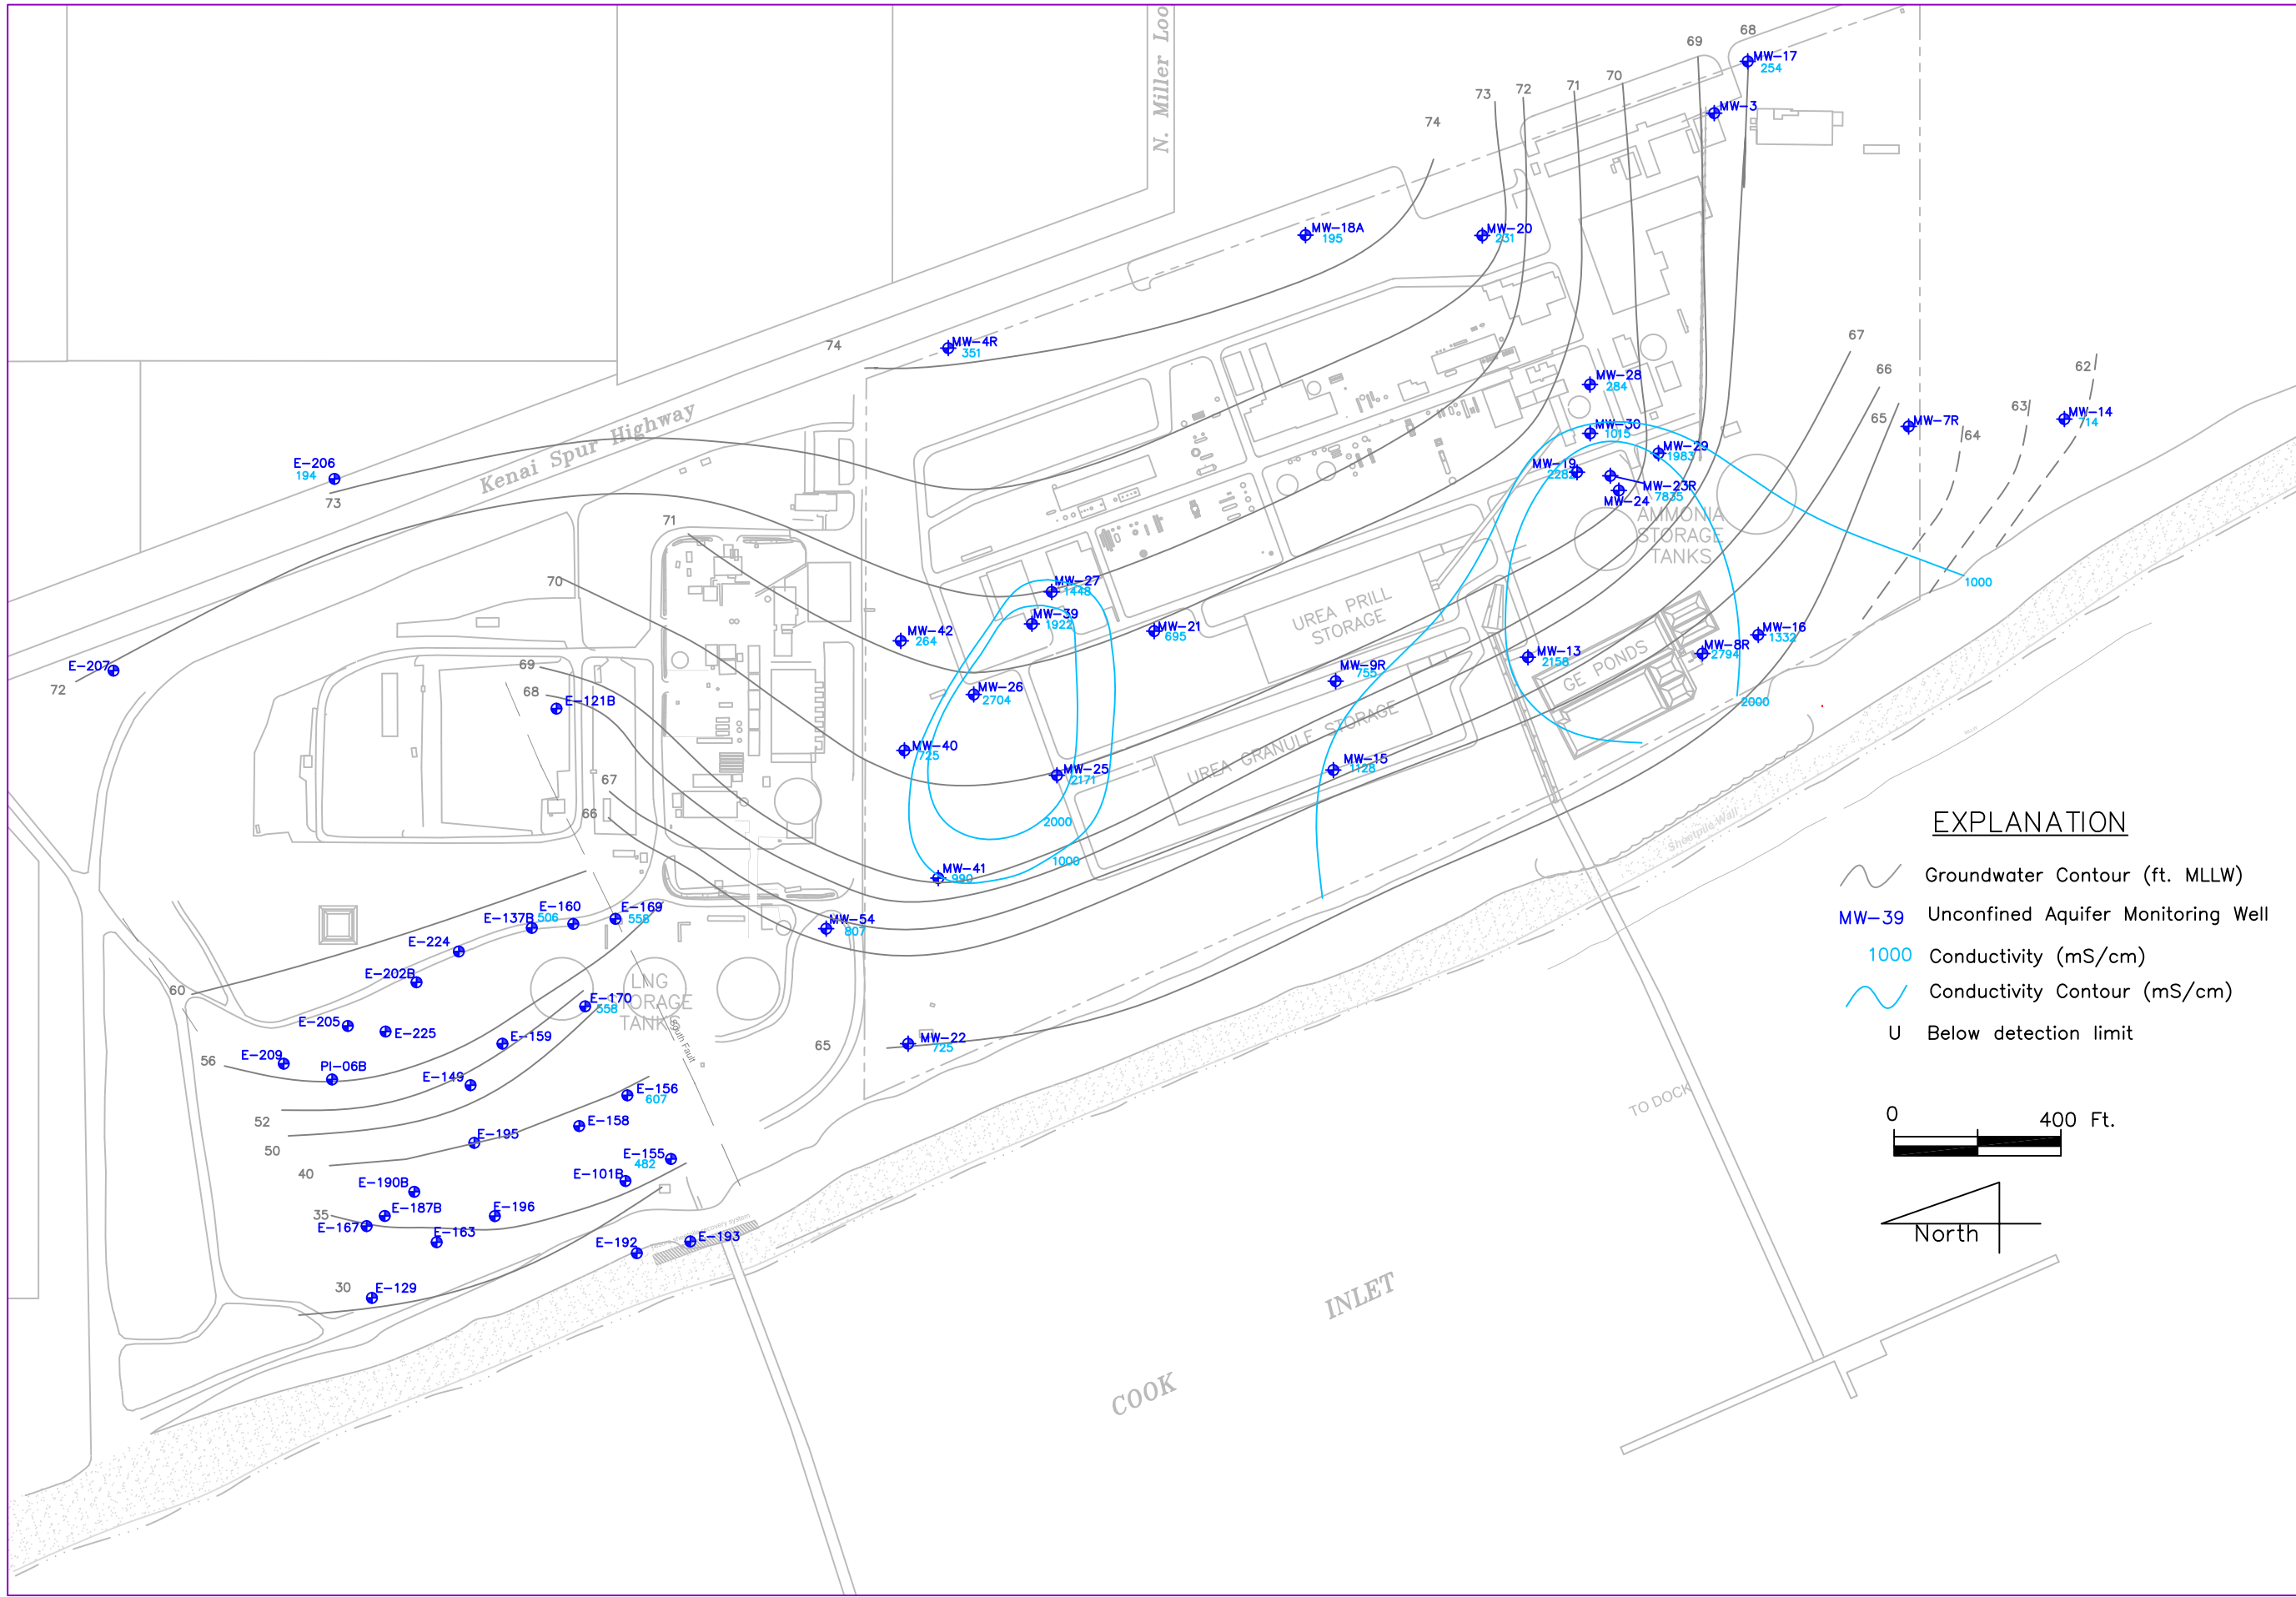 N. Miller Loo
68
69
MW-17
254
70
71
72
73
MW-3
74
MW-18A
195
MW-20
231
67
74
MW-4R
351
62
66
MW-28
284
63
65
MW-14
714
MW-7R
64
Kenai Spur Highway
MW-30
1015
MW-29
1983
E-206
194
MW-19
2282
73
MW-23R
7835
MW-24
71
AMMONIA
STORAGE
TANKS
70
MW-27
1448
1000
UREA PRILL
STORAGE
MW-39
1922
MW-42
264
MW-21
695
MW-16
1332
MW-8R
2794
MW-13
2158
GE PONDS
E-207
72
69
MW-9R
755
68
MW-26
2704
E-121B
2000
UREA GRANULE STORAGE
MW-40
725
MW-15
1128
MW-25
2171
67
66
2000
1000
Sheetpile Wall
MW-41
990
EXPLANATION
Groundwater Contour (ft. MLLW)
MW-39 Unconfined Aquifer Monitoring Well
1000 Conductivity (mS/cm)
Conductivity Contour (mS/cm)
U Below detection limit
E-160
E-137B 506
E-169
558
MW-54
807
E-224
E-202B
60
LNG
ORAGE
TANKS
E-170
558
South Fault
E-205
E-225
E-159
65
MW-22
725
E-209
56
PI-06B
E-149
E-156
607
TO DOCK
52
E-158
50
E-195
0 400 Ft.
40
E-155
482
E-101B
E-190B
35
E-187B
E-196
E-167
E-163
North
E-192
E-193
30
E-129
INLET
COOK